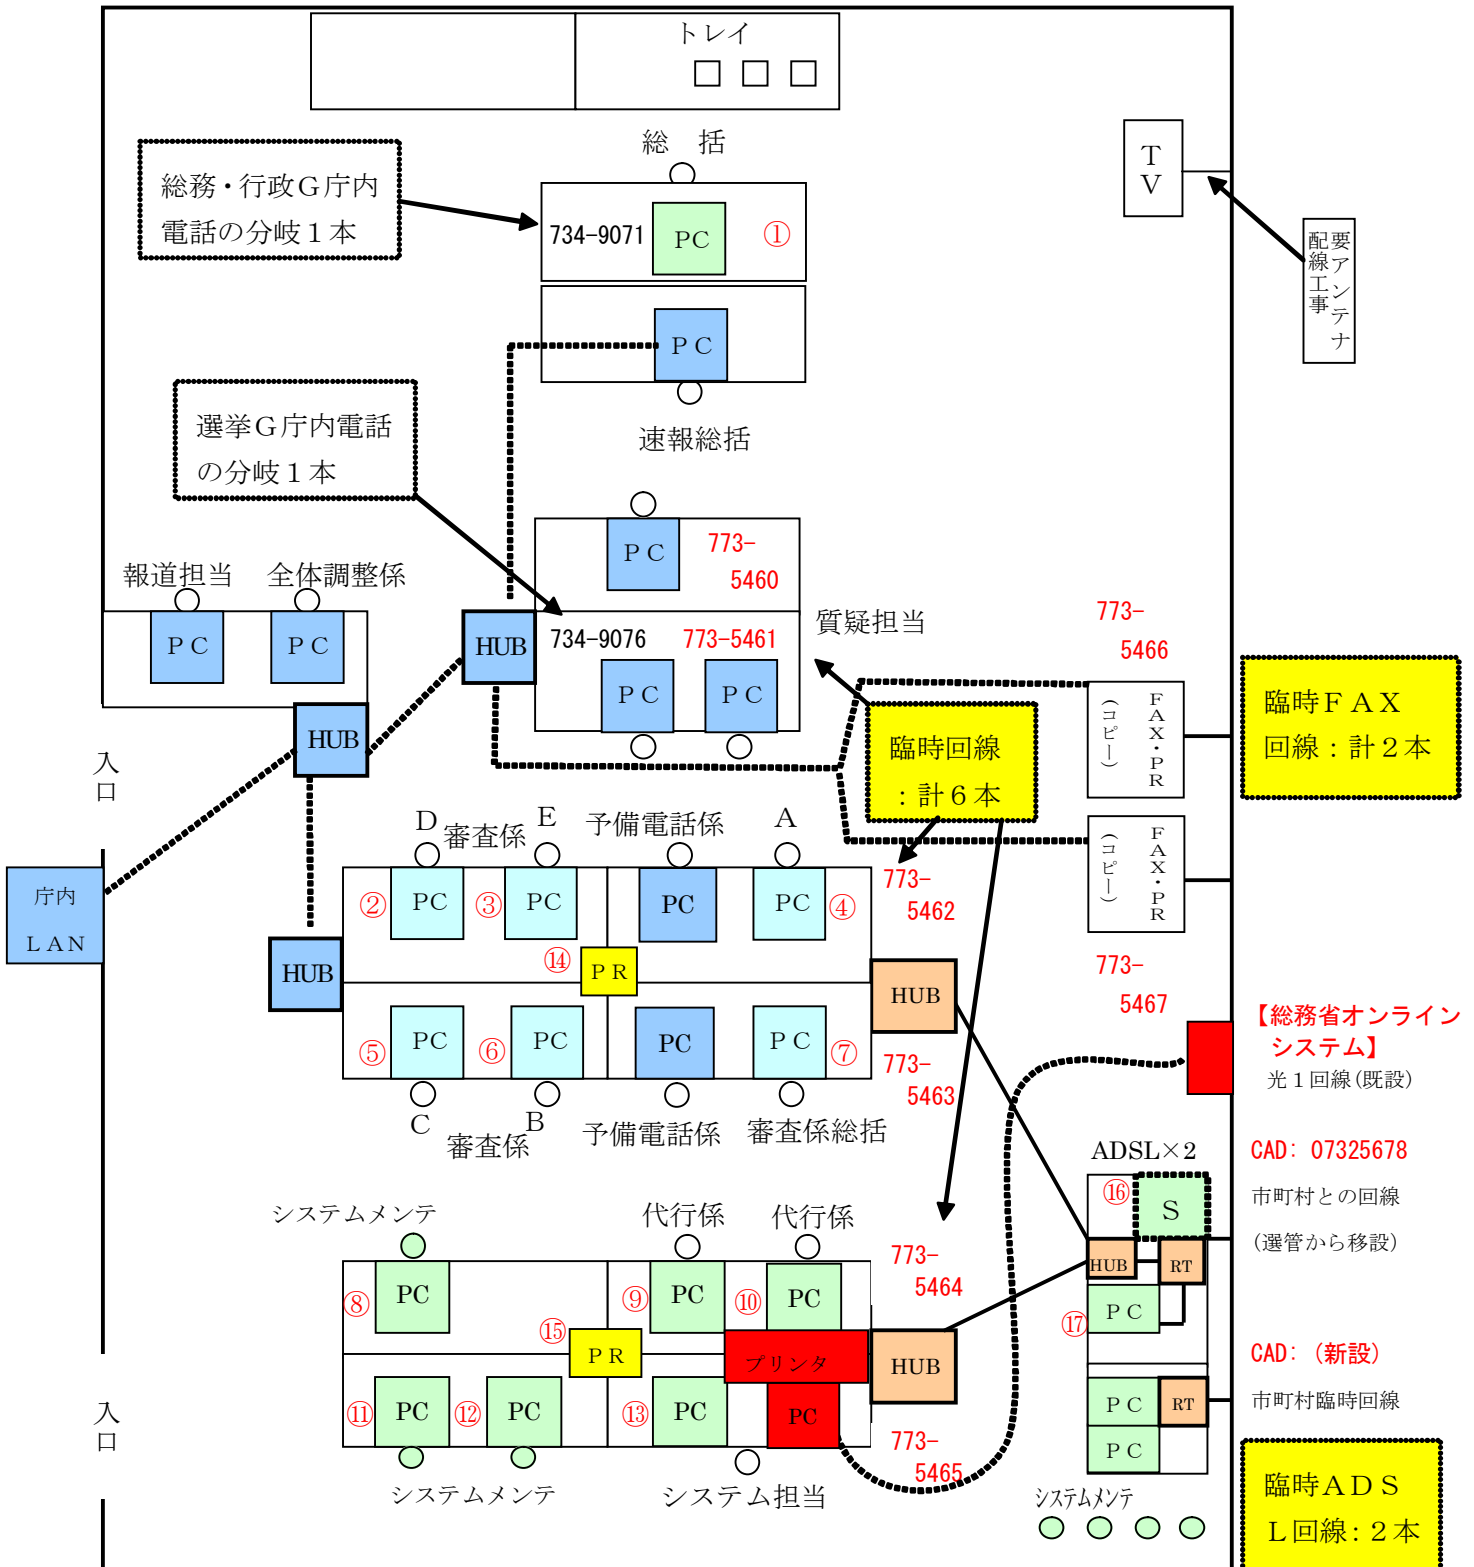 トレイ
総　括
総務・行政G庁内
電話の分岐１本
734-9071
PC
①
T
V
要アンテナ
配線工事
ＰＣ
速報総括
選挙G庁内電話
の分岐１本
ＰＣ
773-
5460
報道担当
全体調整係
ＰＣ
ＰＣ
HUB
734-9076
773-5461
質疑担当
ＰＣ
ＰＣ
773-
5466
FAX・PR
(コピー)
臨時ＦＡＸ
回線：計２本
HUB
臨時回線
：計６本
入口
D
審査係
E
予備電話係
A
FAX・PR
(コピー)
庁内
ＬＡＮ
②
PC
③
PC
PC
PC
④
773-
5462
HUB
⑭
ＰＲ
HUB
773-
5467
⑤
PC
⑥
PC
PC
PC
⑦
773-
5463
【総務省オンライン
システム】
光１回線(既設)
C
審査係
B
予備電話係
審査係総括
ADSL×2
CAD: 07325678
⑯
S
市町村との回線
(選管から移設)
システムメンテ
代行係
代行係
773-
5464
HUB
RT
⑧
PC
⑨
PC
⑩
PC
⑰
ＰＣ
⑮
ＰＲ
プリンタ
HUB
CAD: (新設)
入口
⑪
PC
⑫
PC
⑬
PC
PC
ＰＣ
RT
市町村臨時回線
773-
5465
ＰＣ
システムメンテ
システム担当
システムメンテ
臨時ＡＤＳ
Ｌ回線：２本